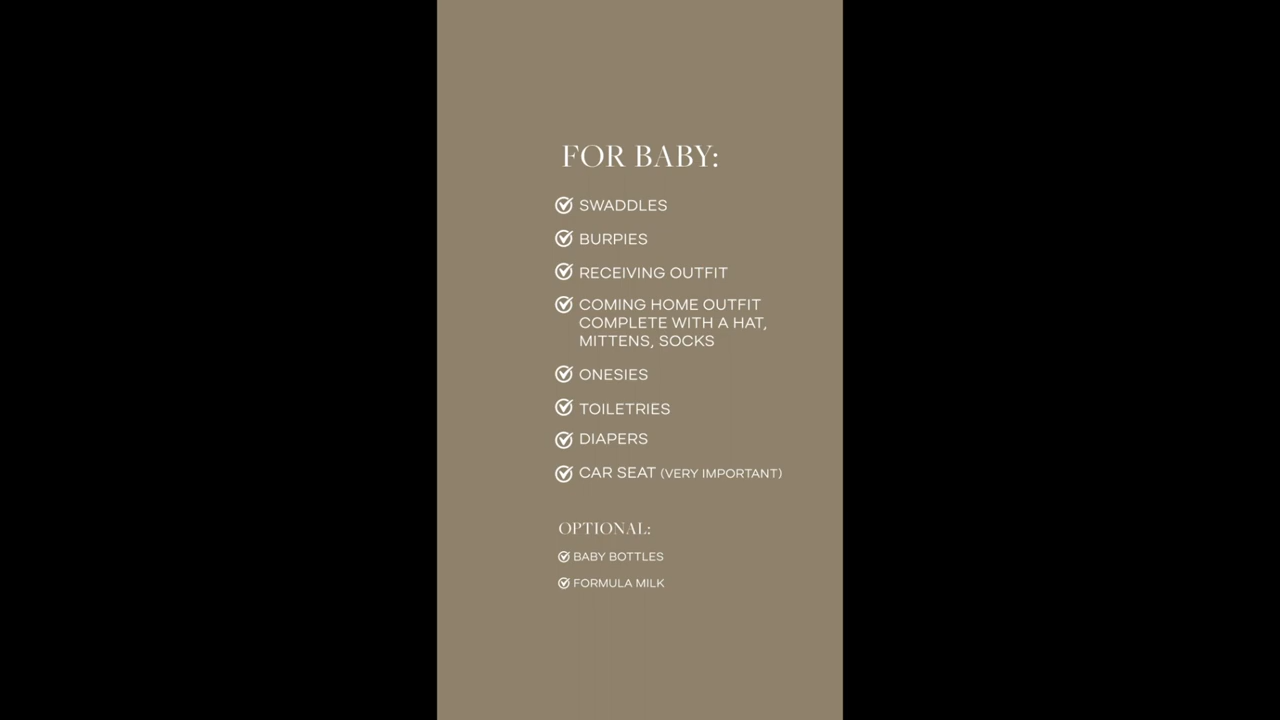 FOR BABY:
SWADDLES
BURPIES
RECEIVING OUTFIT
COMING HOME OUTFIT
COMPLETE WITH A HAT,
MITTENS, SOCKS
ONESIES
TOILETRIES
DIAPERS
CAR SEAT (VERY IMPORTANT)
OPTIONAL:
BABY BOTTLES
FORMULA MILK